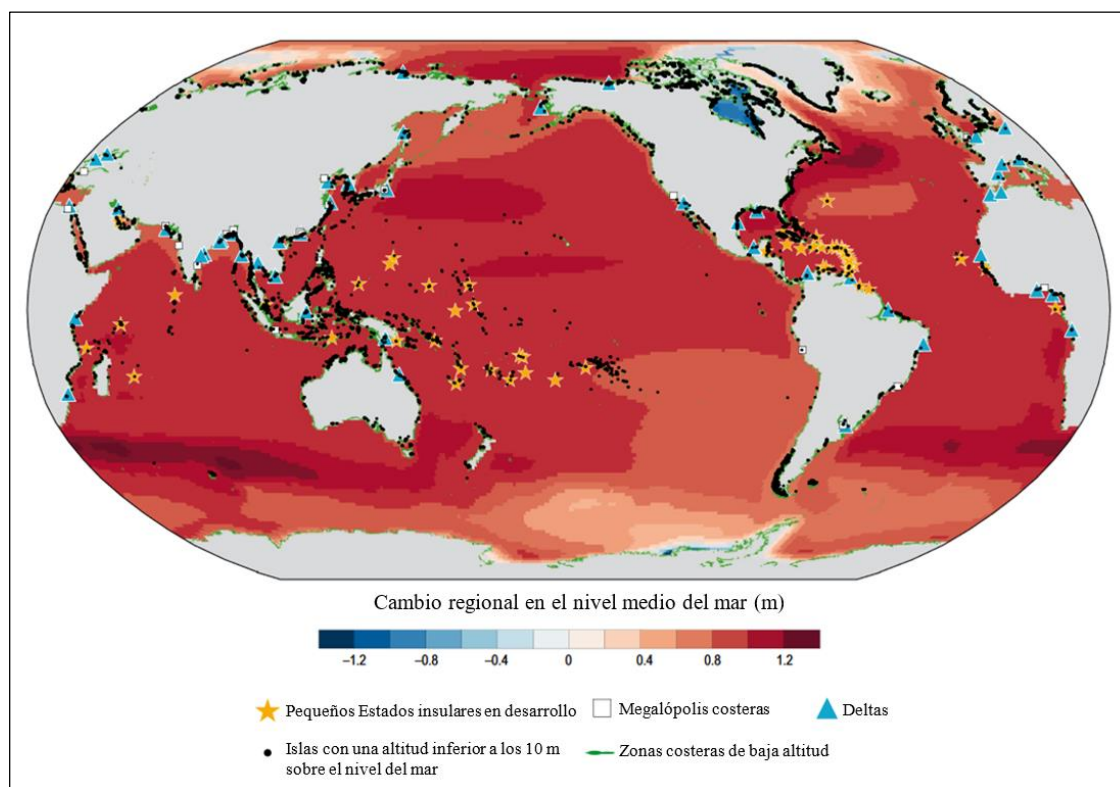 Cambio regional en el nivel medio del mar (m)
−1.2 −0.8 −0.4 0 0.4 0.8 1.2
Pequeños Estados insulares en desarrollo Megalópolis costeras Deltas
Islas con una altitud inferior a los 10 m Zonas costeras de baja altitud
sobre el nivel del mar